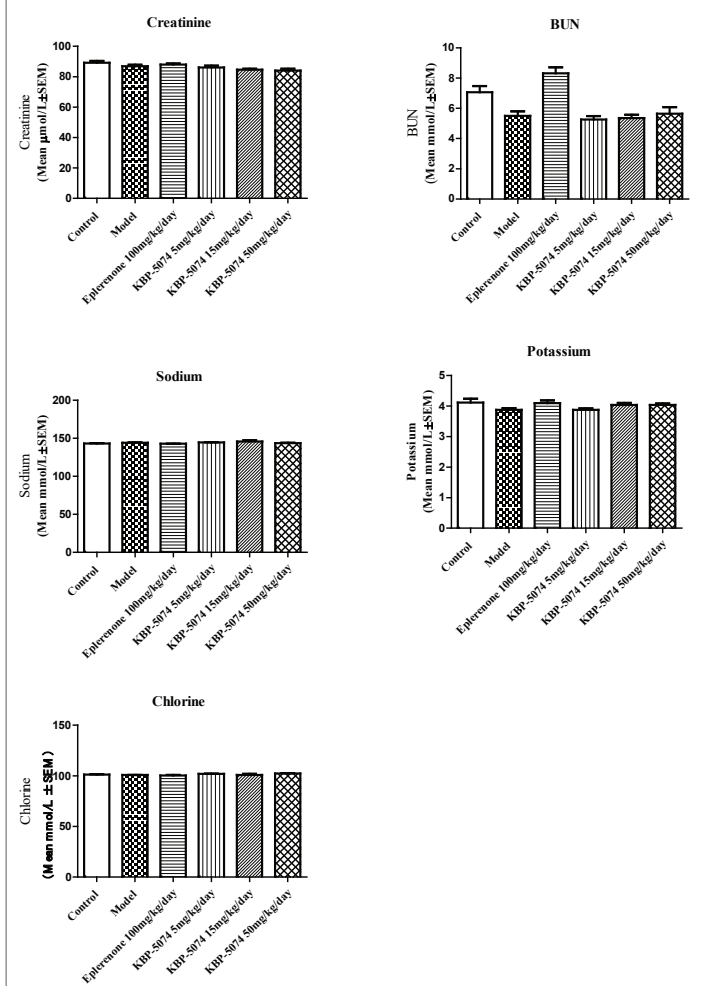 Creatinine
Creatinine
(Mean µmol/L±SEM)
100
80
60
40
20
0
Control
Model
Eplerenone 100mg/kg/day
KBP-5074 5mg/kg/day
KBP-5074 15mg/kg/day
KBP-5074 50mg/kg/day
BUN
BUN
(Mean mmol/L±SEM)
10
8
6
4
2
0
Control
Model
Eplerenone 100mg/kg/day
KBP-5074 5mg/kg/day
KBP-5074 15mg/kg/day
KBP-5074 50mg/kg/day
Sodium
Sodium
(Mean mmol/L±SEM)
200
150
100
50
0
Control
Model
Eplerenone 100mg/kg/day
KBP-5074 5mg/kg/day
KBP-5074 15mg/kg/day
KBP-5074 50mg/kg/day
Potassium
Potassium
(Mean mmol/L±SEM)
5
4
3
2
1
0
Control
Model
Eplerenone 100mg/kg/day
KBP-5074 5mg/kg/day
KBP-5074 15mg/kg/day
KBP-5074 50mg/kg/day
Chlorine
Chlorine
(Mean mmol/L ±SEM)
150
100
50
0
Control
Model
Eplerenone 100mg/kg/day
KBP-5074 5mg/kg/day
KBP-5074 15mg/kg/day
KBP-5074 50mg/kg/day